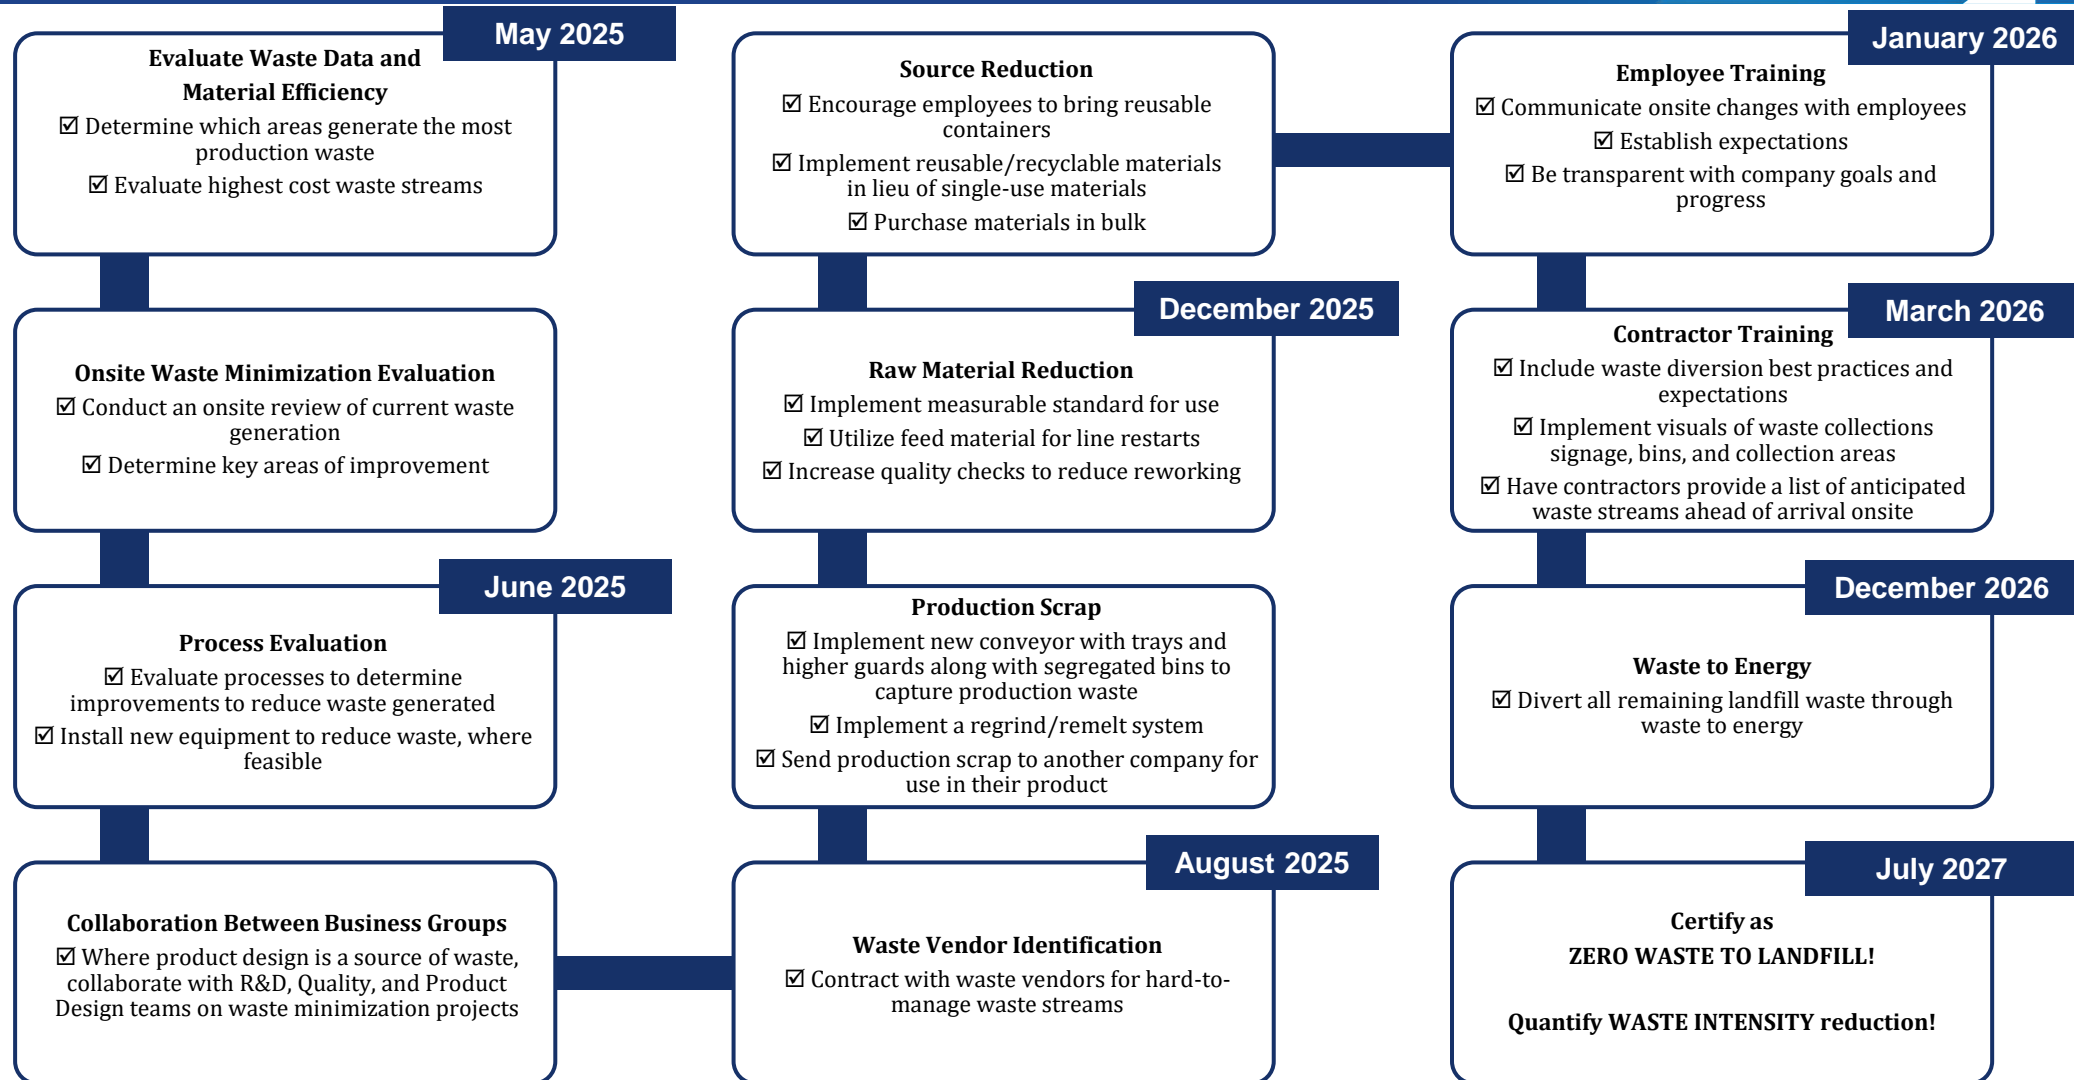 May 2025
Evaluate Waste Data and
Material Efficiency
☑ Determine which areas generate the most
production waste
☑ Evaluate highest cost waste streams
Onsite Waste Minimization Evaluation
☑ Conduct an onsite review of current waste
generation
☑ Determine key areas of improvement
June 2025
Process Evaluation
☑ Evaluate processes to determine
improvements to reduce waste generated
☑ Install new equipment to reduce waste, where
feasible
Collaboration Between Business Groups
☑ Where product design is a source of waste,
collaborate with R&D, Quality, and Product
Design teams on waste minimization projects
August 2025
Waste Vendor Identification
☑ Contract with waste vendors for hard-to-
manage waste streams
Production Scrap
☑ Implement new conveyor with trays and
higher guards along with segregated bins to
capture production waste
☑ Implement a regrind/remelt system
☑ Send production scrap to another company for
use in their product
December 2025
Raw Material Reduction
☑ Implement measurable standard for use
☑ Utilize feed material for line restarts
☑ Increase quality checks to reduce reworking
Source Reduction
☑ Encourage employees to bring reusable
containers
☑ Implement reusable/recyclable materials
in lieu of single-use materials
☑ Purchase materials in bulk
January 2026
Employee Training
☑ Communicate onsite changes with employees
☑ Establish expectations
☑ Be transparent with company goals and
progress
March 2026
Contractor Training
☑ Include waste diversion best practices and
expectations
☑ Implement visuals of waste collections
signage, bins, and collection areas
☑ Have contractors provide a list of anticipated
waste streams ahead of arrival onsite
December 2026
Waste to Energy
☑ Divert all remaining landfill waste through
waste to energy
July 2027
Certify as
ZERO WASTE TO LANDFILL!
Quantify WASTE INTENSITY reduction!